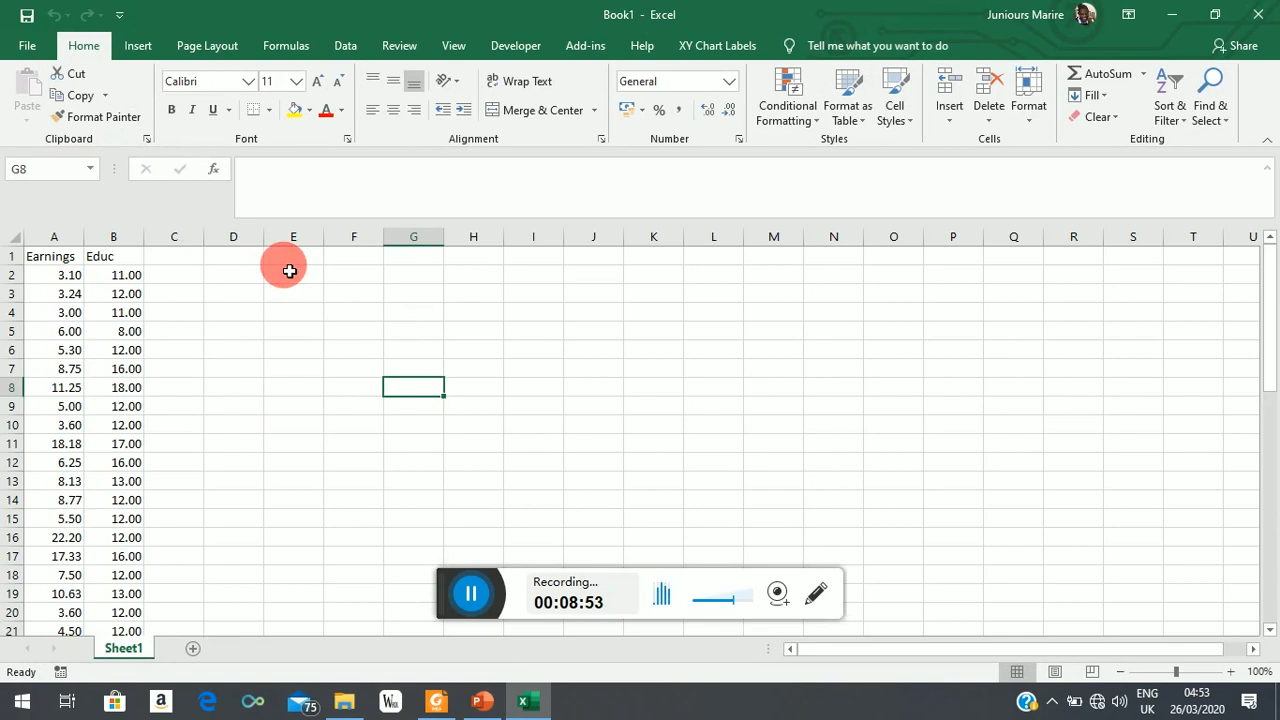 Book1 - Excel
Juniours Marire
File Home Insert Page Layout Formulas Data Review View Developer Add-ins Help XY Chart Labels Tell me what you want to do Share
Paste
Cut
Copy
Format Painter
Clipboard
Calibri 11
B I U
Font
Wrap Text
Merge & Center
Alignment
General
%
Number
Conditional Formatting
Format as Table
Cell Styles
Styles
Insert
Delete
Format
Cells
AutoSum
Fill
Clear
Sort & Filter
Find & Select
Editing
G8
fx
A B C D E F G H I J K L M N O P Q R S T U
1 Earnings Educ
2 3.10 11.00
3 3.24 12.00
4 3.00 11.00
5 6.00 8.00
6 5.30 12.00
7 8.75 16.00
8 11.25 18.00
9 5.00 12.00
10 3.60 12.00
11 18.18 17.00
12 6.25 16.00
13 8.13 13.00
14 8.77 12.00
15 5.50 12.00
16 22.20 12.00
17 17.33 16.00
18 7.50 12.00
19 10.63 13.00
20 3.60 12.00
21 4.50 12.00
Recording...
00:08:53
Sheet1
Ready
100%
75
ENG
UK
04:53
26/03/2020